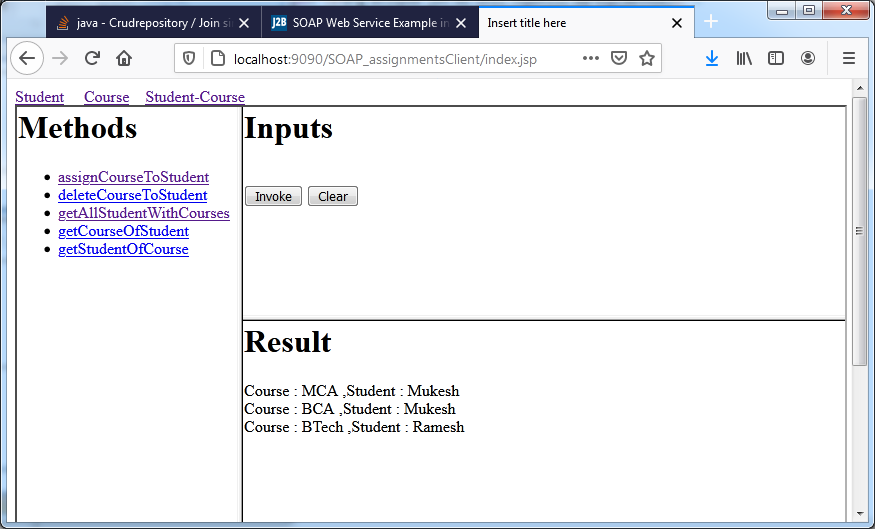 java - Crudrepository / Join si
J2B SOAP Web Service Example in
Insert title here
localhost:9090/SOAP_assignmentsClient/index.jsp
Student Course Student-Course
Methods
assignCourseToStudent
deleteCourseToStudent
getAllStudentWithCourses
getCourseOfStudent
getStudentOfCourse
Inputs
Invoke Clear
Result
Course : MCA ,Student : Mukesh
Course : BCA ,Student : Mukesh
Course : BTech ,Student : Ramesh